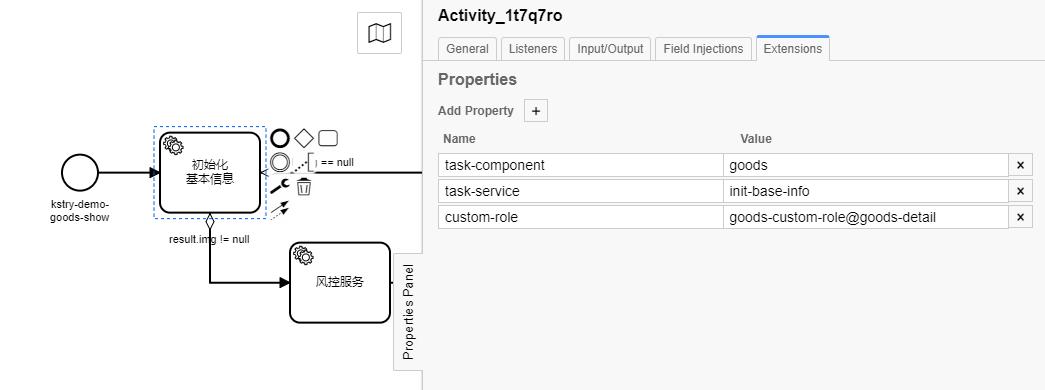 Activity_1t7q7ro
General
Listeners
Input/Output
Field Injections
Extensions
Properties
Add Property +
Name Value
task-component goods ×
task-service init-base-info ×
custom-role goods-custom-role@goods-detail ×
初始化
基本信息
) == null
kstry-demo-
goods-show
result.img != null
风控服务
Properties Panel